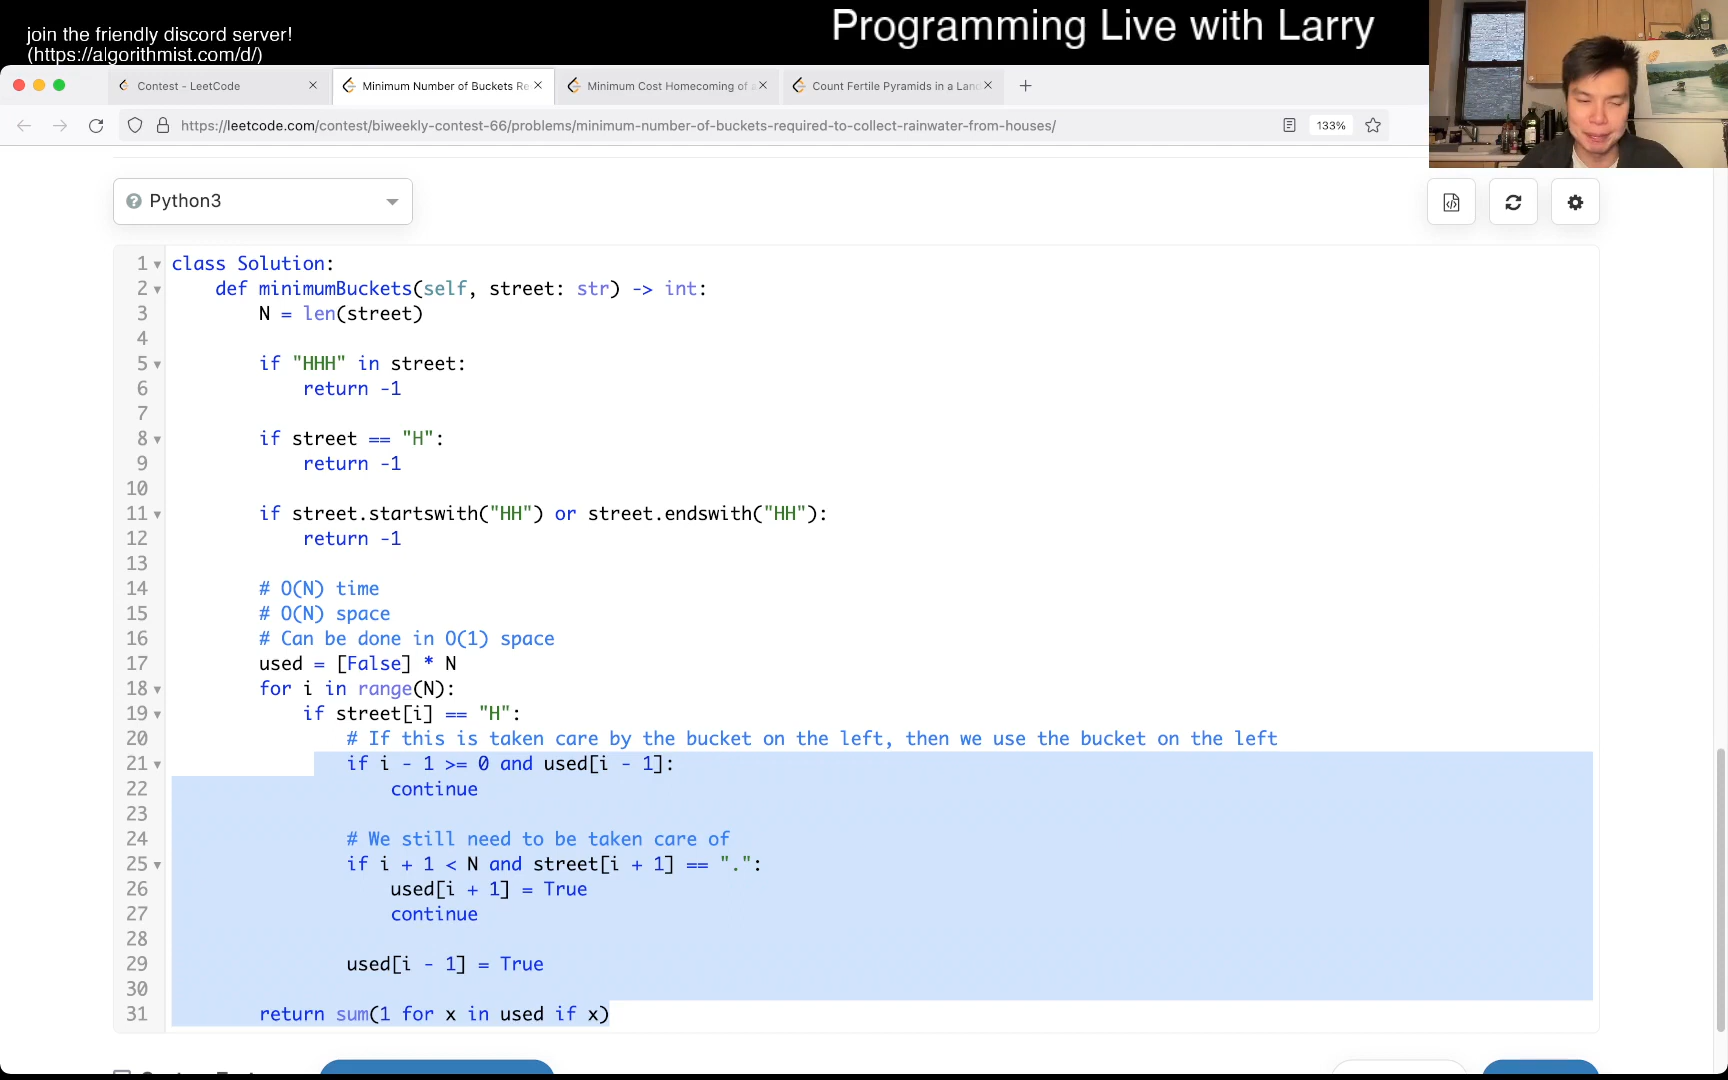 join the friendly discord server!
(https://algorithmist.com/d/)
Programming Live with Larry
Contest - LeetCode
Minimum Number of Buckets Re
Minimum Cost Homecoming of a
Count Fertile Pyramids in a Land
https://leetcode.com/contest/biweekly-contest-66/problems/minimum-number-of-buckets-required-to-collect-rainwater-from-houses/
133%
Python3
1 class Solution:
2     def minimumBuckets(self, street: str) -> int:
3         N = len(street)
4
5         if "HHH" in street:
6             return -1
7
8         if street == "H":
9             return -1
10
11         if street.startswith("HH") or street.endswith("HH"):
12             return -1
13
14         # O(N) time
15         # O(N) space
16         # Can be done in O(1) space
17         used = [False] * N
18         for i in range(N):
19             if street[i] == "H":
20                 # If this is taken care by the bucket on the left, then we use the bucket on the left
21                 if i - 1 >= 0 and used[i - 1]:
22                     continue
23
24                 # We still need to be taken care of
25                 if i + 1 < N and street[i + 1] == ".":
26                     used[i + 1] = True
27                     continue
28
29                 used[i - 1] = True
30
31         return sum(1 for x in used if x)